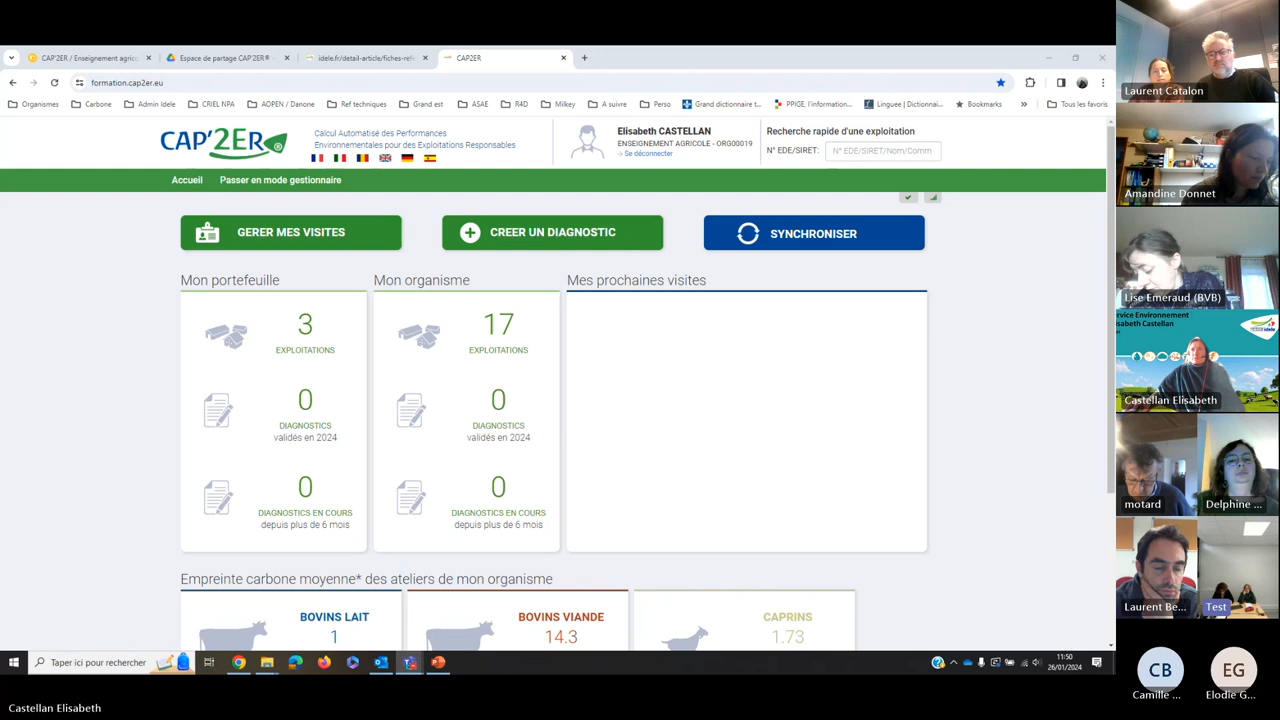 CAP'2ER / Enseignement agric
Espace de partage CAP'2ER®
idele.fr/detail-article/fiches-refe
CAP2ER
formation.cap2er.eu
Organismes
Carbone
Admin Idele
CRIEL NPA
AOPEN / Danone
Ref techniques
Grand est
ASAE
R4D
Milkey
A suivre
Perso
Grand dictionnaire t...
PPIGE, l'information...
Linguee | Dictionnai...
Bookmarks
»
Tous les favoris
CAP'2ER®
Calcul Automatisé des Performances
Environnementales pour des Exploitations Responsables
Elisabeth CASTELLAN
ENSEIGNEMENT AGRICOLE - ORG00019
Se déconnecter
Recherche rapide d'une exploitation
N° EDE/SIRET:
N° EDE/SIRET/Nom/Comm
Accueil
Passer en mode gestionnaire
GERER MES VISITES
CREER UN DIAGNOSTIC
SYNCHRONISER
Mon portefeuille
Mon organisme
Mes prochaines visites
3
EXPLOITATIONS
17
EXPLOITATIONS
0
DIAGNOSTICS
validés en 2024
0
DIAGNOSTICS
validés en 2024
0
DIAGNOSTICS EN COURS
depuis plus de 6 mois
0
DIAGNOSTICS EN COURS
depuis plus de 6 mois
Empreinte carbone moyenne* des ateliers de mon organisme
BOVINS LAIT
1
BOVINS VIANDE
14.3
CAPRINS
1.73
Taper ici pour rechercher
11:50
26/01/2024
Castellan Elisabeth
Laurent Catalon
Amandine Donnet
Lise Emeraud (BVB)
rvice Environnement
isabeth Castellan
idele
Castellan Elisabeth
motard
Delphine ...
Laurent Be...
Test
CB
Camille ...
EG
Elodie G...